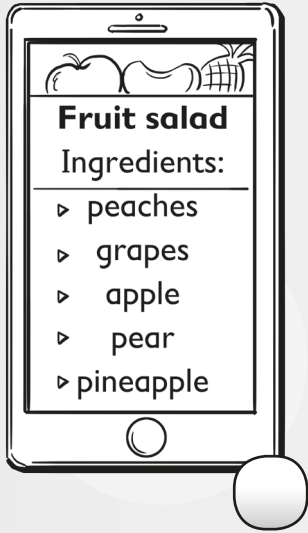 Fruit salad
Ingredients:
peaches
grapes
apple
pear
pineapple